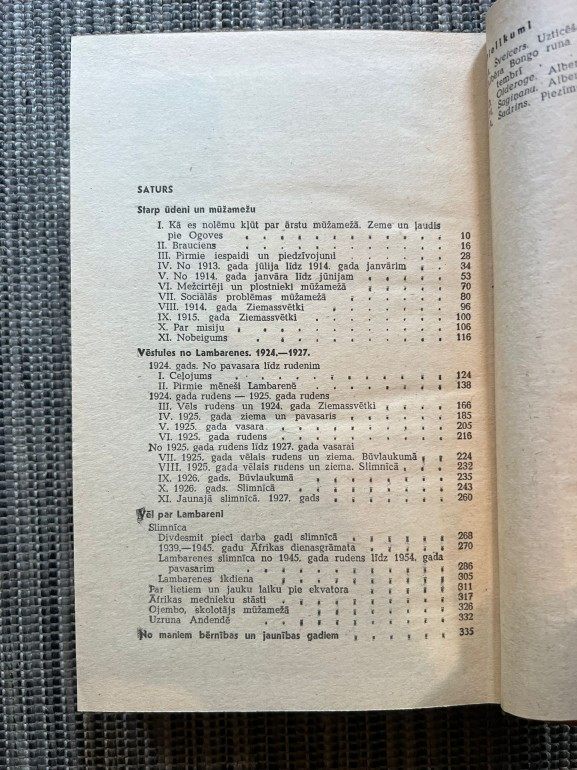 SATURS
Starp ūdeni un mūžamežu
I. Kā es nolēmu kļūt par ārstu mūžamežā. Zeme un ļaudis
pie Ogoves . . . . . . . . . . 10
II. Brauciens . . . . . . . . . . 16
III. Pirmie iespaidi un piedzīvojumi . . . . . . 28
IV. No 1913. gada jūlija līdz 1914. gada janvārim . . . 34
V. No 1914. gada janvāra līdz jūnijam . . . . . 53
VI. Mežcirtēji un plostnieki mūžamežā . . . . . 70
VII. Sociālās problēmas mūžamežā . . . . . . 80
VIII. 1914. gada Ziemassvētki . . . . . . . 96
IX. 1915. gada Ziemassvētki . . . . . . . 100
X. Par misiju . . . . . . . . . . 106
XI. Nobeigums . . . . . . . . . . 116
Vēstules no Lambarenes. 1924.—1927.
1924. gads. No pavasara līdz rudenim
I. Ceļojums . . . . . . . . . . 124
II. Pirmie mēneši Lambarenē . . . . . . . 138
1924. gada rudens — 1925. gada rudens
III. Vēls rudens un 1924. gada Ziemassvētki . . . . 166
IV. 1925. gada ziema un pavasaris . . . . . . 185
V. 1925. gada vasara . . . . . . . . 205
VI. 1925. gada rudens . . . . . . . . 216
No 1925. gada rudens līdz 1927. gada vasarai
VII. 1925. gada vēlais rudens un ziema. Būvlaukumā . . 224
VIII. 1925. gada vēlais rudens un ziema. Slimnīcā . . . 232
IX. 1926. gads. Būvlaukumā . . . . . . . 235
X. 1926. gads. Slimnīcā . . . . . . . 243
XI. Jaunajā slimnīcā. 1927. gads . . . . . . 260
Vēl par Lambareni
Slimnīca
Divdesmit pieci darba gadi slimnīcā . . . . . 268
1939.—1945. gadu Āfrikas dienasgrāmata . . . . 270
Lambarenes slimnīca no 1945. gada rudens līdz 1954. gada
pavasarim . . . . . . . . . . 286
Lambarenes ikdiena . . . . . . . . 305
Par lietiem un jauku laiku pie ekvatora . . . . . 311
Āfrikas mednieku stāsti . . . . . . . . 317
Ojembo, skolotājs mūžamežā . . . . . . . 326
Uzruna Andendē . . . . . . . . . 332
No maniem bērnības un jaunības gadiem . . . . . 335
Šveicers.
Bongo runa
tembrī
Olderoge. Alber
Sagiņana. Alber
Sudrins. Piezīm